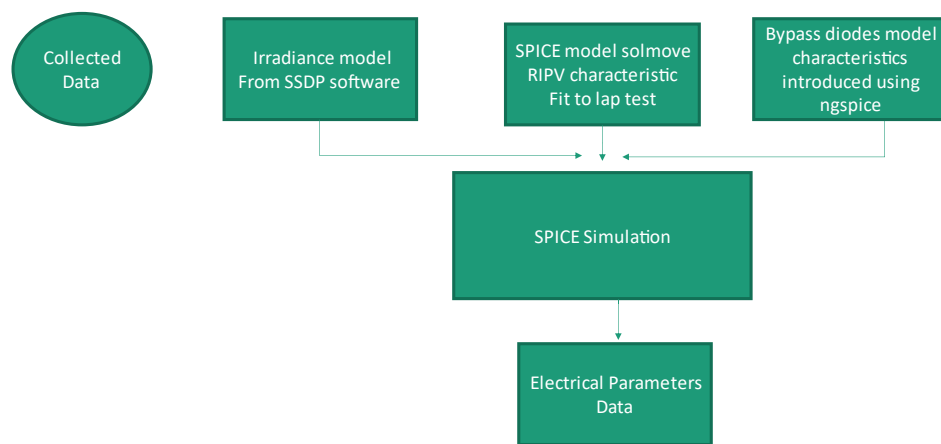 Collected
Data
Irradiance model
From SSDP software
SPICE model solmove
RIPV characteristic
Fit to lap test
Bypass diodes model
characteristics
introduced using
ngspice
SPICE Simulation
Electrical Parameters
Data